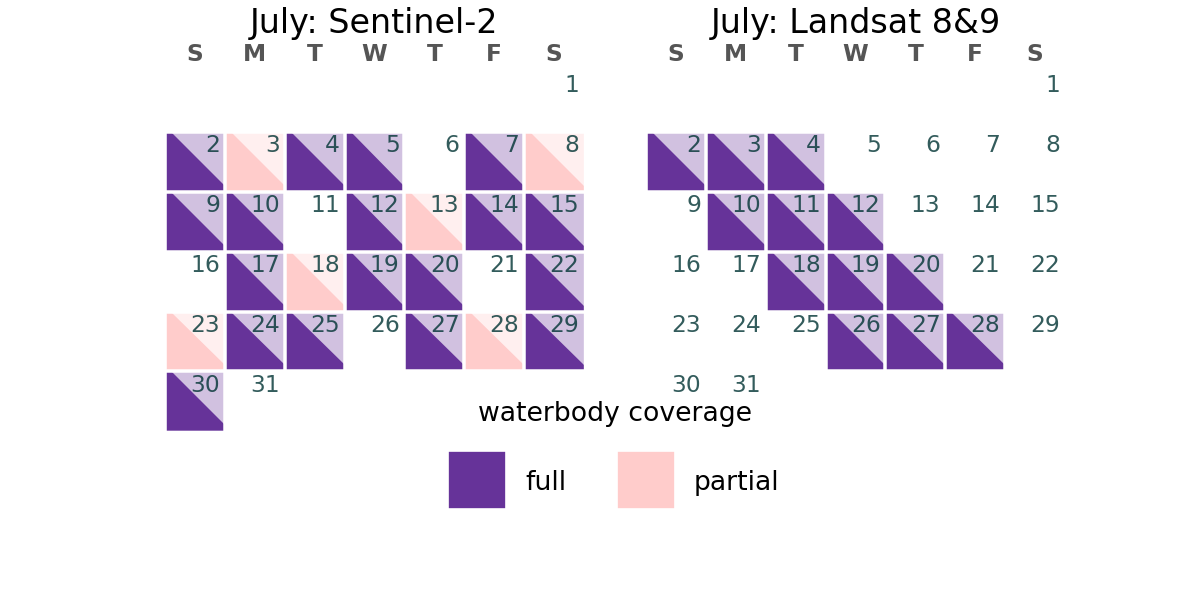 July: Sentinel-2
S M T W T F S
1
2 3 4 5 6 7 8
9 10 11 12 13 14 15
16 17 18 19 20 21 22
23 24 25 26 27 28 29
30 31
July: Landsat 8&9
S M T W T F S
1
2 3 4 5 6 7 8
9 10 11 12 13 14 15
16 17 18 19 20 21 22
23 24 25 26 27 28 29
30 31
waterbody coverage
full partial